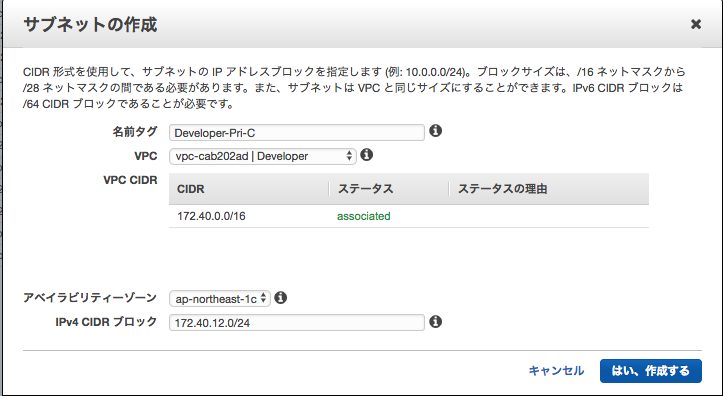 サブネットの作成
CIDR 形式を使用して、サブネットの IP アドレスブロックを指定します (例: 10.0.0.0/24)。ブロックサイズは、/16 ネットマスクから
/28 ネットマスクの間である必要があります。また、サブネットは VPC と同じサイズにすることができます。IPv6 CIDR ブロックは
/64 CIDR ブロックであることが必要です。
名前タグ Developer-Pri-C
VPC vpc-cab202ad | Developer
VPC CIDR CIDR ステータス ステータスの理由
172.40.0.0/16 associated
アベイラビリティーゾーン ap-northeast-1c
IPv4 CIDR ブロック 172.40.12.0/24
キャンセル はい、作成する